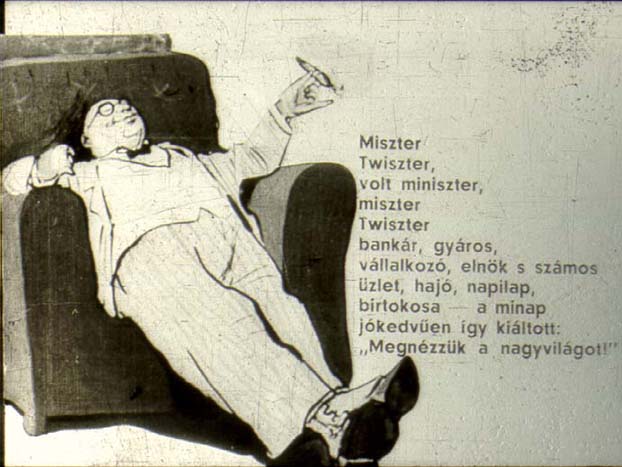 Miszter
Twiszter,
volt miniszter,
miszter
Twiszter
bankár, gyáros,
vállalkozó, elnök s számos
üzlet, hajó, napilap,
birtokosa — a minap
jókedvűen így kiáltott:
„Megnézzük a nagyvilágot!"